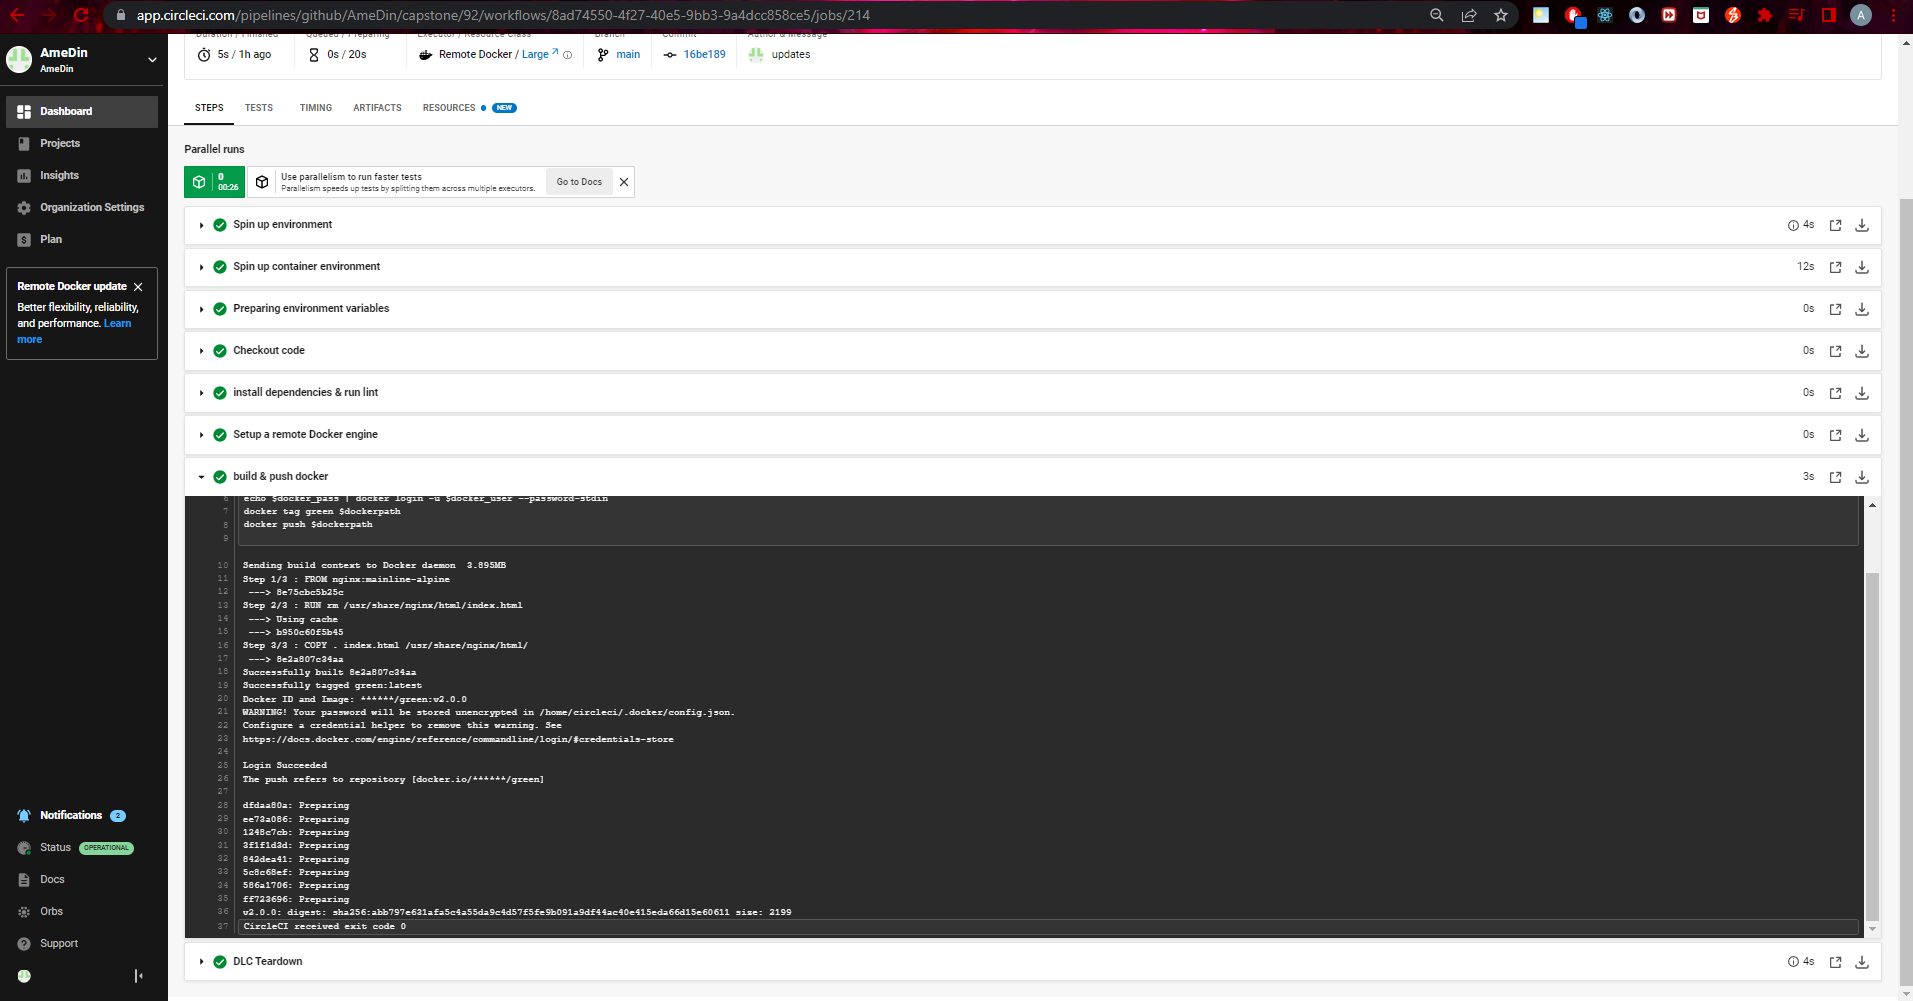 app.circleci.com/pipelines/github/AmeDin/capstone/92/workflows/8ad74550-4f27-40e5-9bb3-9a4dcc858ce5/jobs/214
A
AmeDin
AmeDin
Dashboard
Projects
Insights
Organization Settings
Plan
Remote Docker update
Better flexibility, reliability,
and performance. Learn
more
Notifications 2
Status OPERATIONAL
Docs
Orbs
Support
Duration / Finished Queued / Preparing Executor / Resource Class Branch Commit Author & Message
5s / 1h ago 0s / 20s Remote Docker / Large main 16be189 updates
STEPS TESTS TIMING ARTIFACTS RESOURCES NEW
Parallel runs
0
00:26
Use parallelism to run faster tests
Parallelism speeds up tests by splitting them across multiple executors.
Go to Docs
Spin up environment 4s
Spin up container environment 12s
Preparing environment variables 0s
Checkout code 0s
install dependencies & run lint 0s
Setup a remote Docker engine 0s
build & push docker 3s
6 echo $docker_pass | docker login -u $docker_user --password-stdin
7 docker tag green $dockerpath
8 docker push $dockerpath
9
10 Sending build context to Docker daemon 3.895MB
11 Step 1/3 : FROM nginx:mainline-alpine
12 ---> 8e75cbc5b25c
13 Step 2/3 : RUN rm /usr/share/nginx/html/index.html
14 ---> Using cache
15 ---> b950c60f5b45
16 Step 3/3 : COPY . index.html /usr/share/nginx/html/
17 ---> 8e2a807c34aa
18 Successfully built 8e2a807c34aa
19 Successfully tagged green:latest
20 Docker ID and Image: ******/green:v2.0.0
21 WARNING! Your password will be stored unencrypted in /home/circleci/.docker/config.json.
22 Configure a credential helper to remove this warning. See
23 https://docs.docker.com/engine/reference/commandline/login/#credentials-store
24
25 Login Succeeded
26 The push refers to repository [docker.io/******/green]
27
28 dfdaa80a: Preparing
29 ee73a086: Preparing
30 1248c7cb: Preparing
31 3f1f1d3d: Preparing
32 842dea41: Preparing
33 5c8c68ef: Preparing
34 586a1706: Preparing
35 ff723696: Preparing
36 v2.0.0: digest: sha256:abb797e631afa5c4a55da9c4d57f5fe9b091a9df44ac40e415eda66d15e60611 size: 2199
37 CircleCI received exit code 0
DLC Teardown 4s